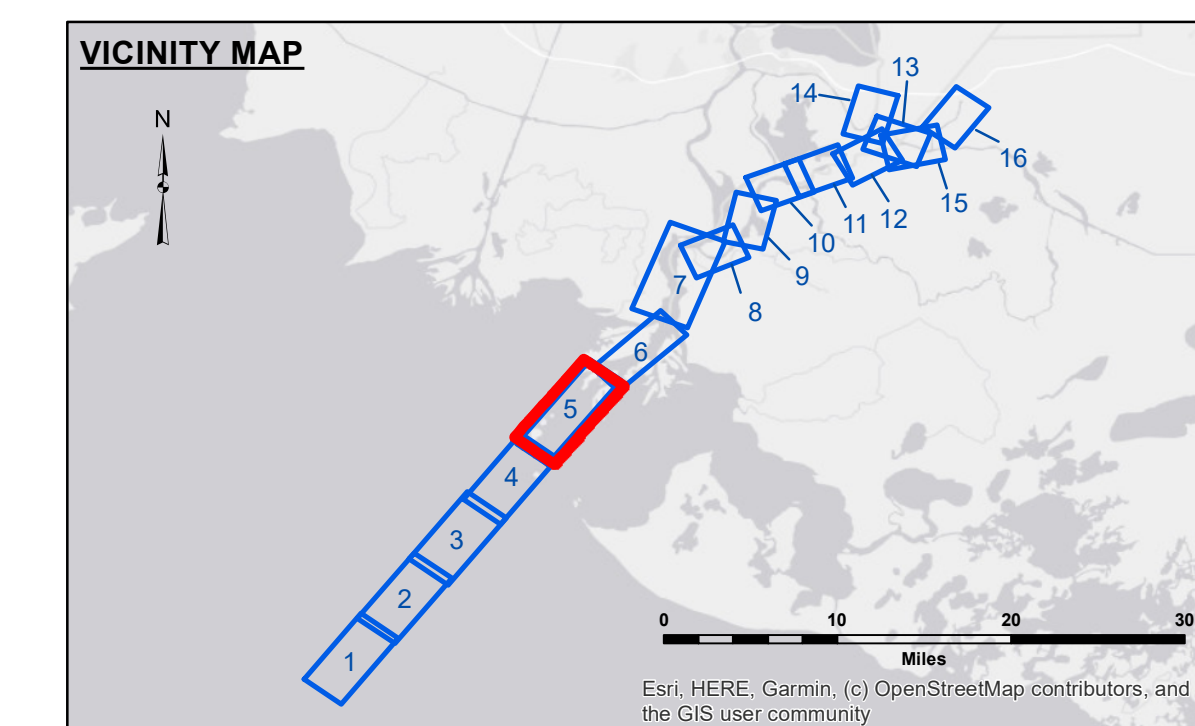 VICINITY MAP
N
13
14
16
15
12
11
10
9
7
8
6
5
4
3
2
1
0 10 20 30
Miles
Esri, HERE, Garmin, (c) OpenStreetMap contributors, and
the GIS user community